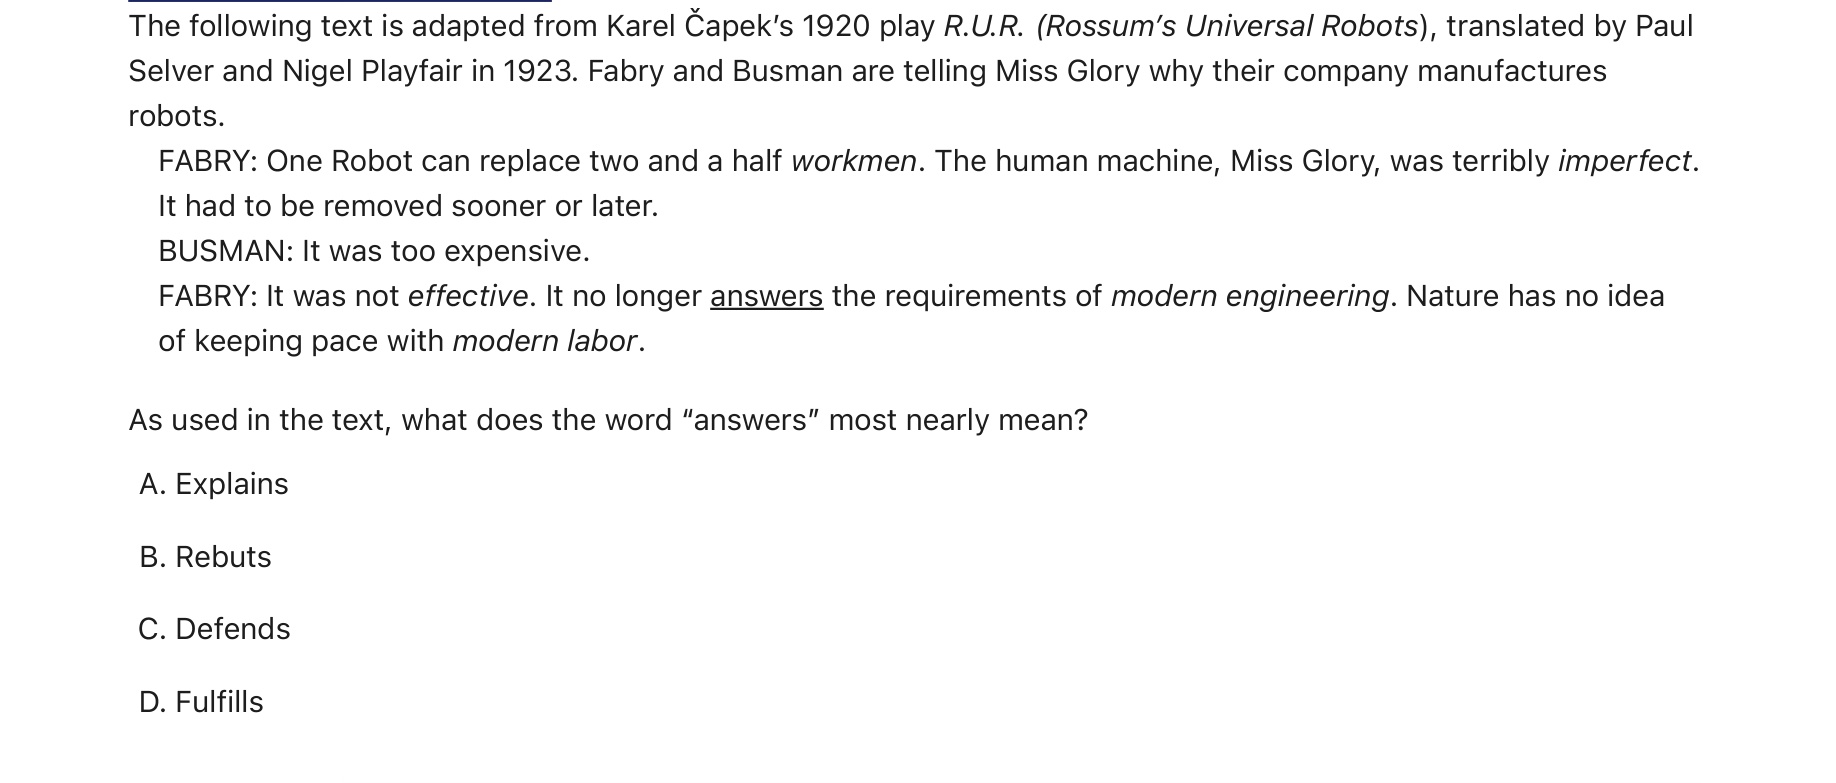 The following text is adapted from Karel Čapek’s 1920 play R.U.R. (Rossum’s Universal Robots), translated by Paul
Selver and Nigel Playfair in 1923. Fabry and Busman are telling Miss Glory why their company manufactures
robots.
FABRY: One Robot can replace two and a half workmen. The human machine, Miss Glory, was terribly imperfect.
It had to be removed sooner or later.
BUSMAN: It was too expensive.
FABRY: It was not effective. It no longer answers the requirements of modern engineering. Nature has no idea
of keeping pace with modern labor.
As used in the text, what does the word “answers” most nearly mean?
A. Explains
B. Rebuts
C. Defends
D. Fulfills